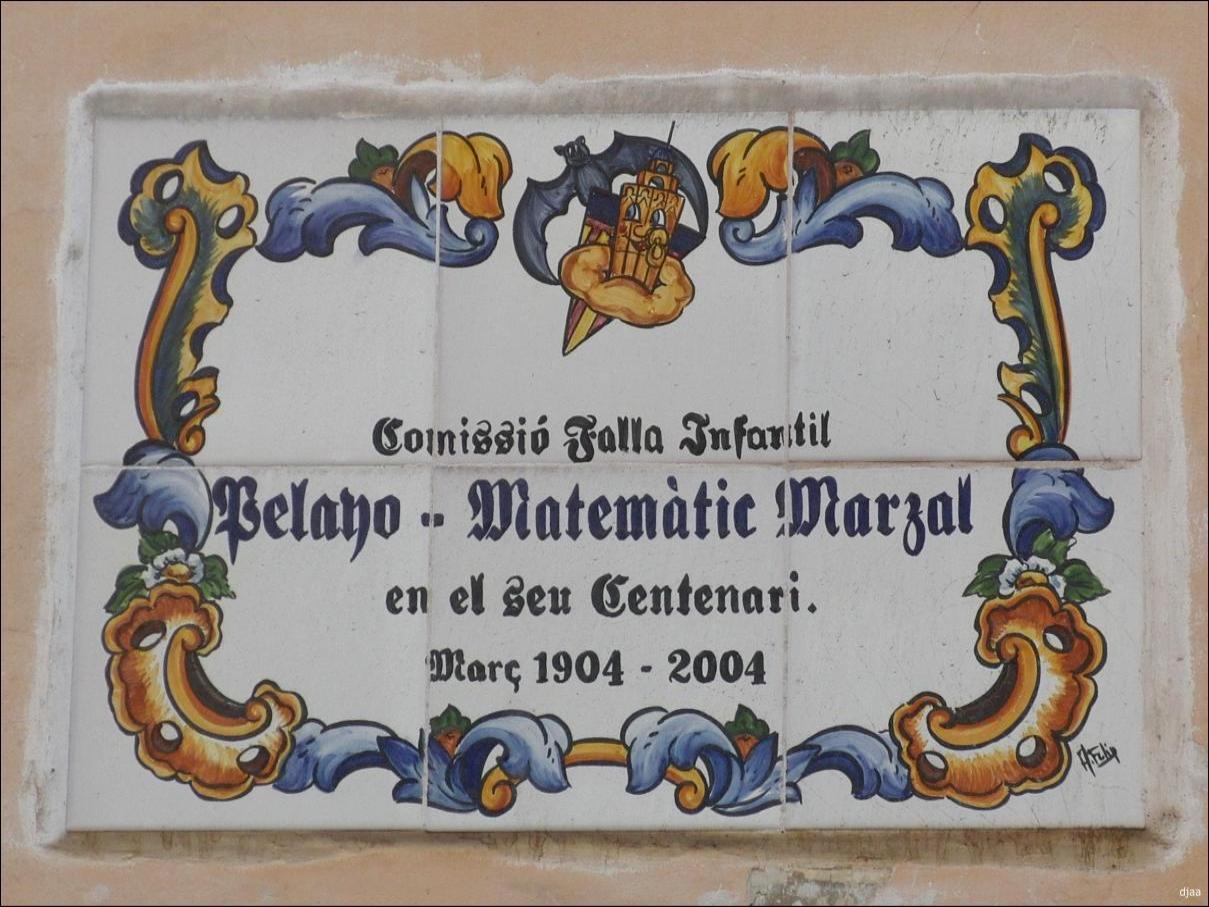 Comissió Falla Infantil
Pelayo - Matemàtic Marzal
en el seu Centenari.
Març 1904 - 2004
djaa